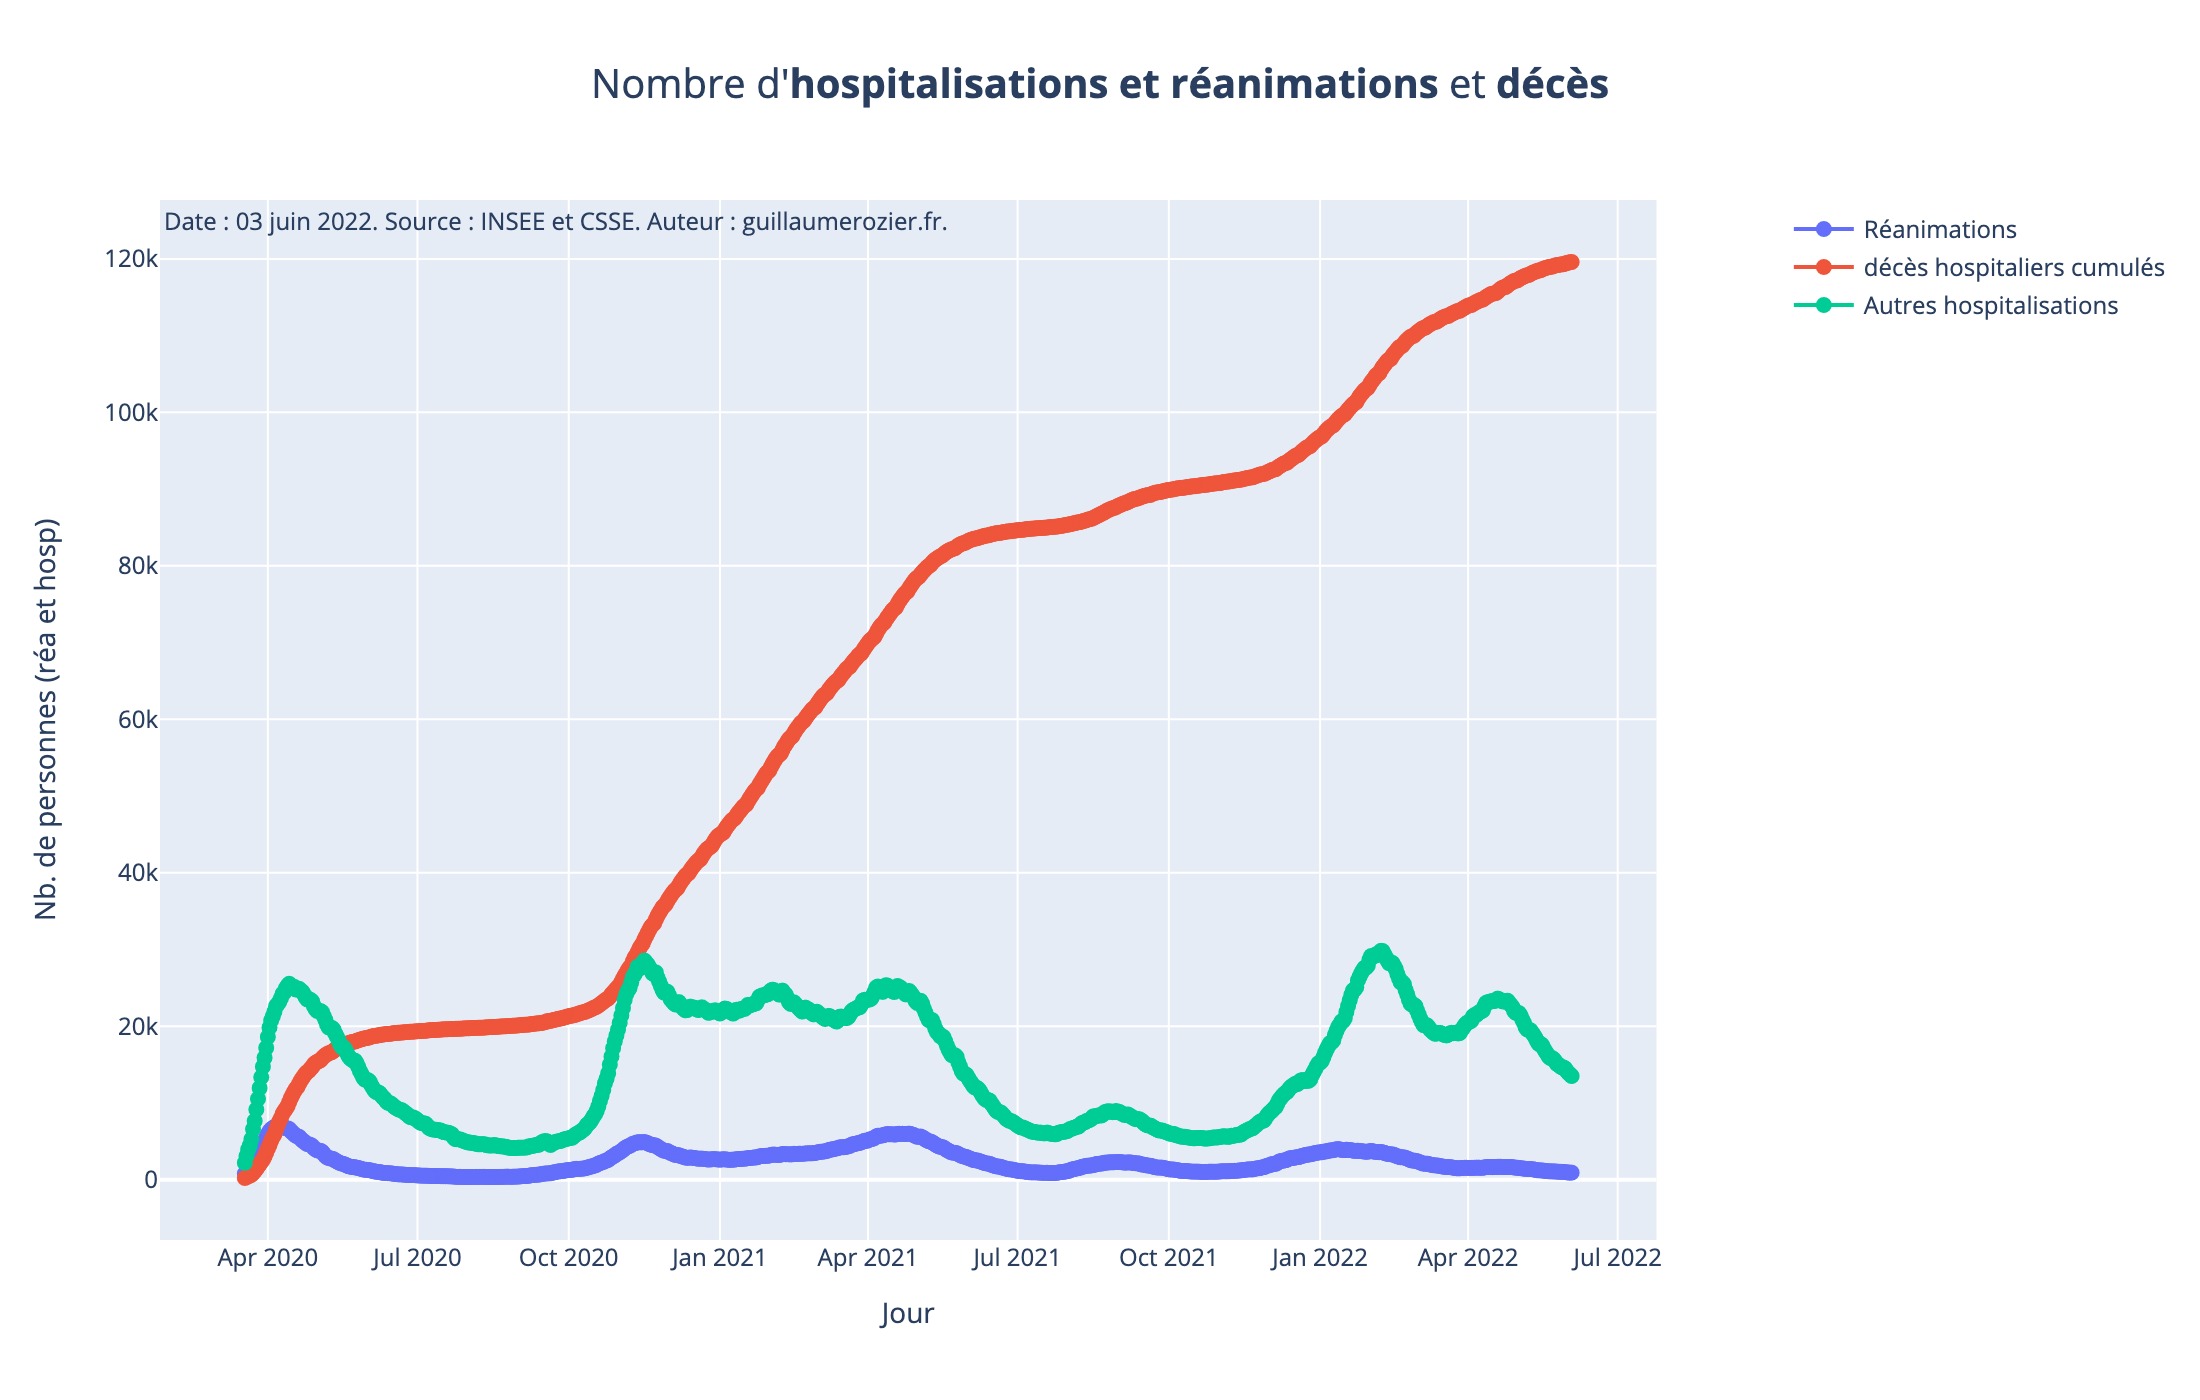 Nombre d'hospitalisations et réanimations et décès
Date : 03 juin 2022. Source : INSEE et CSSE. Auteur : guillaumerozier.fr.
Réanimations
décès hospitaliers cumulés
Autres hospitalisations
Nb. de personnes (réa et hosp)
120k
100k
80k
60k
40k
20k
0
Apr 2020 Jul 2020 Oct 2020 Jan 2021 Apr 2021 Jul 2021 Oct 2021 Jan 2022 Apr 2022 Jul 2022
Jour